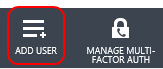 ADD USER
MANAGE MULTI-
FACTOR AUTH